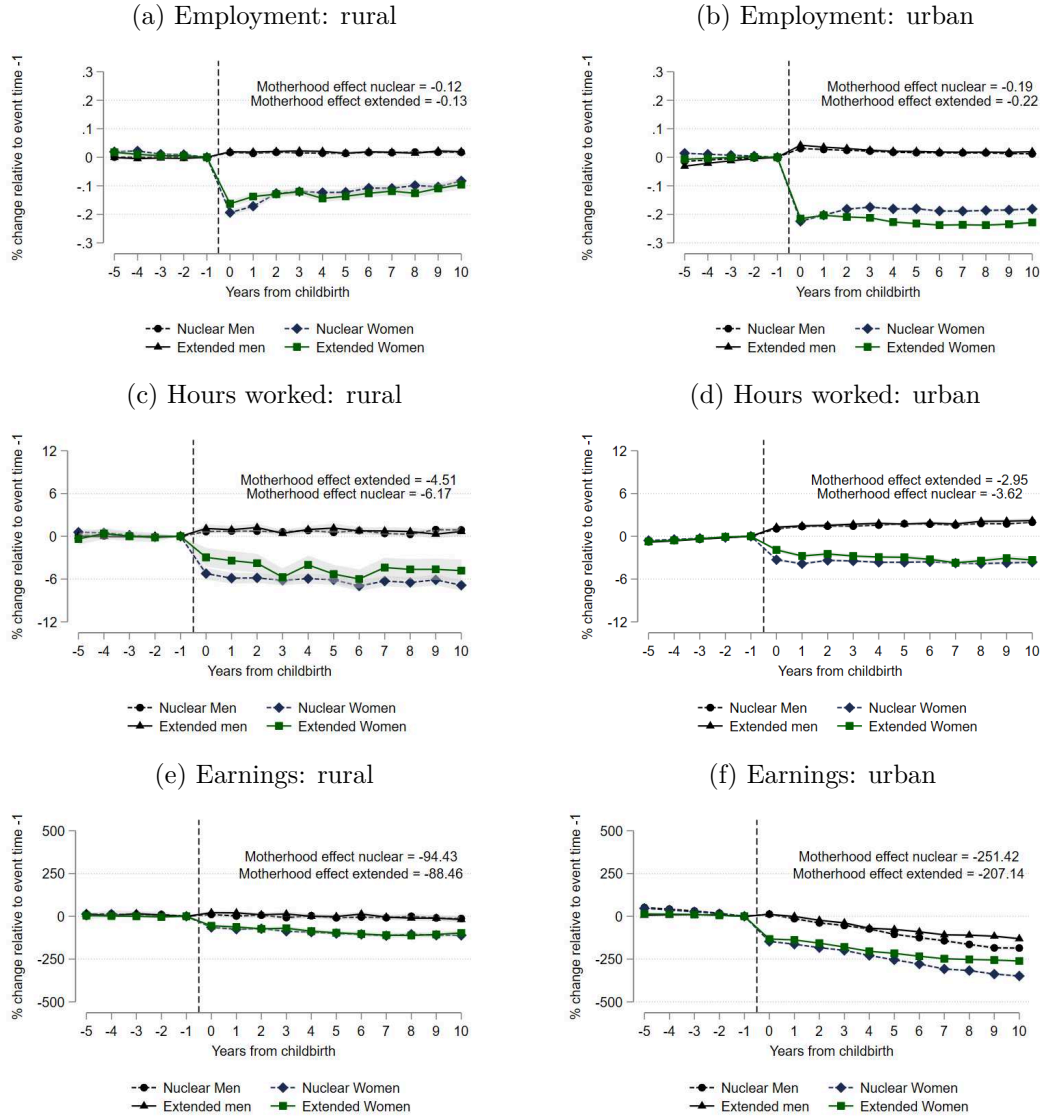 (a) Employment: rural
% change relative to event time -1
.3
.2
.1
0
-.1
-.2
-.3
Motherhood effect nuclear = -0.12
Motherhood effect extended = -0.13
-5 -4 -3 -2 -1 0 1 2 3 4 5 6 7 8 9 10
Years from childbirth
Nuclear Men Nuclear Women
Extended men Extended Women
(b) Employment: urban
% change relative to event time -1
.3
.2
.1
0
-.1
-.2
-.3
Motherhood effect nuclear = -0.19
Motherhood effect extended = -0.22
-5 -4 -3 -2 -1 0 1 2 3 4 5 6 7 8 9 10
Years from childbirth
Nuclear Men Nuclear Women
Extended men Extended Women
(c) Hours worked: rural
% change relative to event time -1
12
6
0
-6
-12
Motherhood effect extended = -4.51
Motherhood effect nuclear = -6.17
-5 -4 -3 -2 -1 0 1 2 3 4 5 6 7 8 9 10
Years from childbirth
Nuclear Men Nuclear Women
Extended men Extended Women
(d) Hours worked: urban
% change relative to event time -1
12
6
0
-6
-12
Motherhood effect extended = -2.95
Motherhood effect nuclear = -3.62
-5 -4 -3 -2 -1 0 1 2 3 4 5 6 7 8 9 10
Years from childbirth
Nuclear Men Nuclear Women
Extended men Extended Women
(e) Earnings: rural
% change relative to event time -1
500
250
0
-250
-500
Motherhood effect nuclear = -94.43
Motherhood effect extended = -88.46
-5 -4 -3 -2 -1 0 1 2 3 4 5 6 7 8 9 10
Years from childbirth
Nuclear Men Nuclear Women
Extended men Extended Women
(f) Earnings: urban
% change relative to event time -1
500
250
0
-250
-500
Motherhood effect nuclear = -251.42
Motherhood effect extended = -207.14
-5 -4 -3 -2 -1 0 1 2 3 4 5 6 7 8 9 10
Years from childbirth
Nuclear Men Nuclear Women
Extended men Extended Women